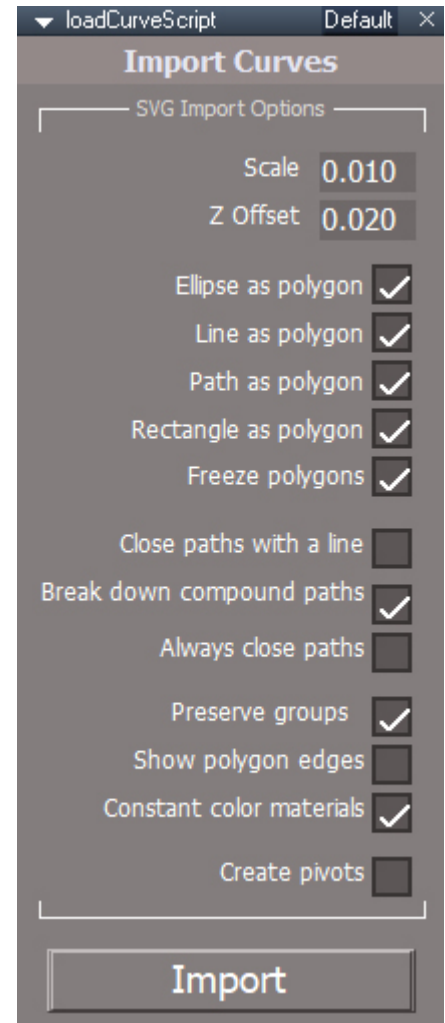 loadCurveScript Default
Import Curves
SVG Import Options
Scale 0.010
Z Offset 0.020
Ellipse as polygon
Line as polygon
Path as polygon
Rectangle as polygon
Freeze polygons
Close paths with a line
Break down compound paths
Always close paths
Preserve groups
Show polygon edges
Constant color materials
Create pivots
Import